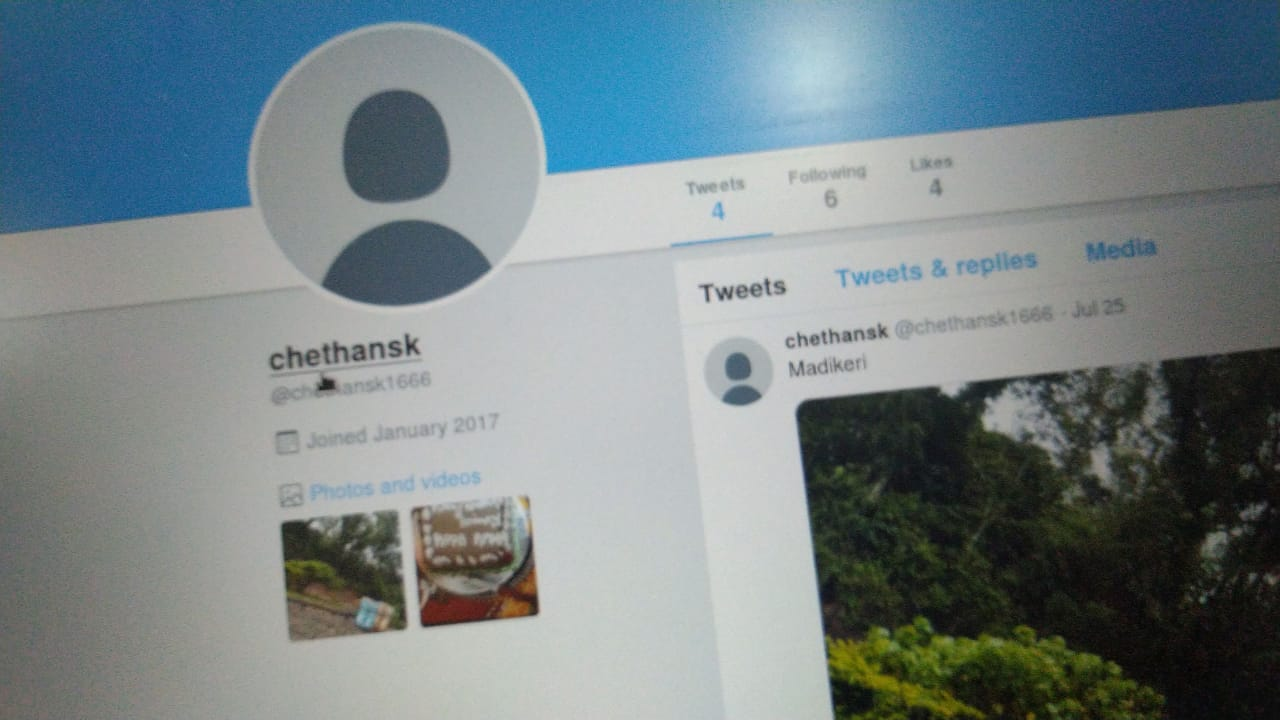 Tweets Following Likes
4 6 4
Tweets Tweets & replies Media
chethansk
@chethansk1666
Joined January 2017
Photos and videos
chethansk @chethansk1666 · Jul 25
Madikeri